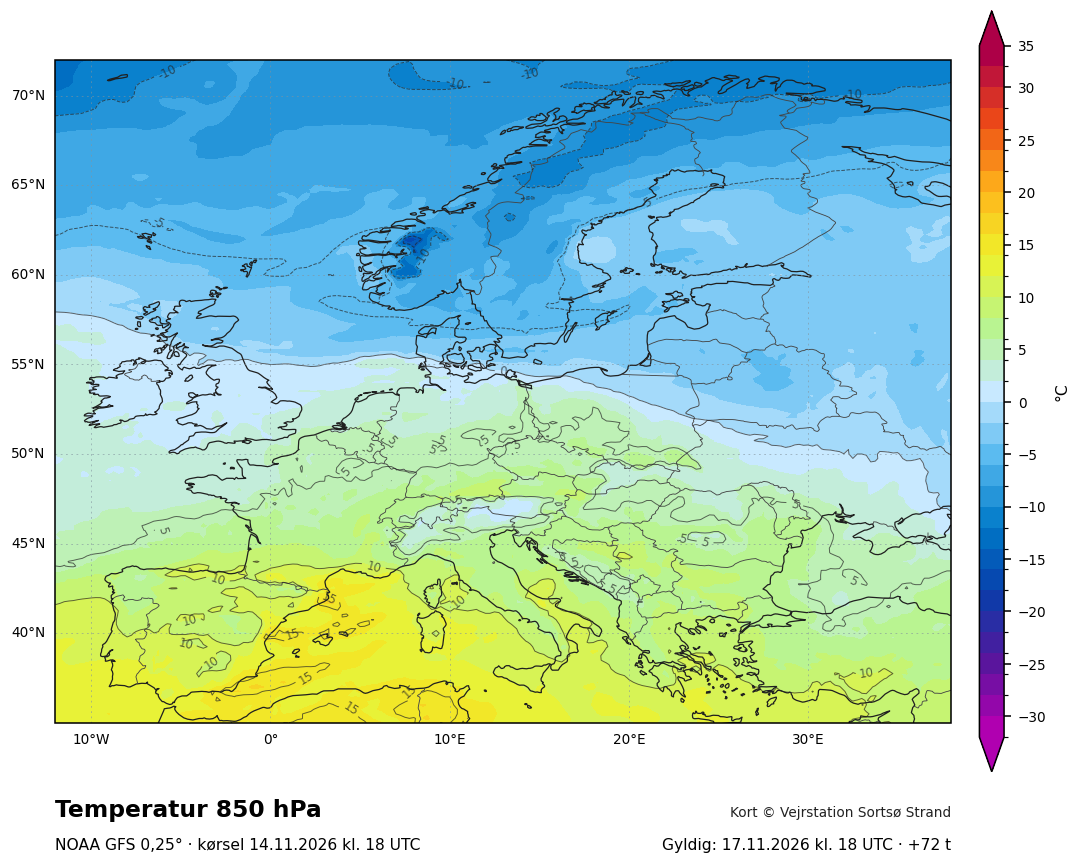 70°N
65°N
60°N
55°N
50°N
45°N
40°N
10°W
0°
10°E
20°E
30°E
35
30
25
20
15
10
5
0
−5
−10
−15
−20
−25
−30
°C
Temperatur 850 hPa
Kort © Vejrstation Sortsø Strand
NOAA GFS 0,25° · kørsel 14.11.2026 kl. 18 UTC
Gyldig: 17.11.2026 kl. 18 UTC · +72 t